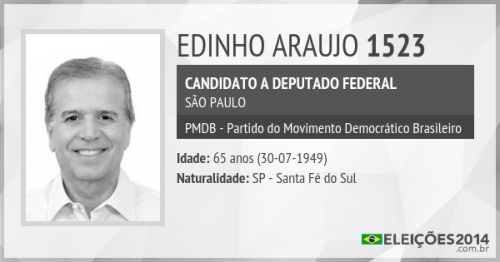 EDINHO ARAUJO 1523
CANDIDATO A DEPUTADO FEDERAL
SÃO PAULO
PMDB - Partido do Movimento Democrático Brasileiro
Idade: 65 anos (30-07-1949)
Naturalidade: SP - Santa Fé do Sul
ELEIÇÕES2014
.com.br